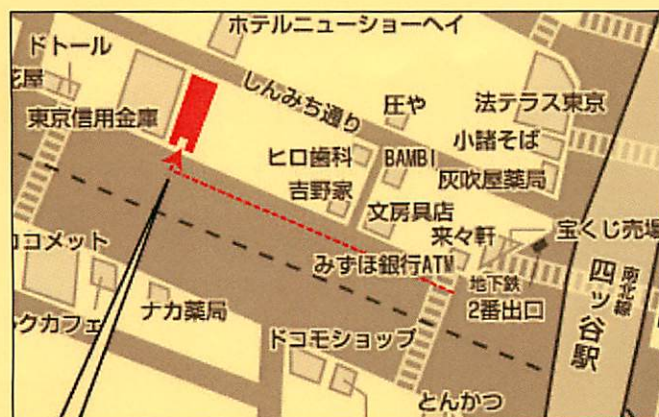 ホテルニューショーヘイ
ドトール
花屋
東京信用金庫
しんみち通り
圧や
法テラス東京
小諸そば
ヒロ歯科
BAMBI
灰吹屋薬局
吉野家
文房具店
来々軒
宝くじ売場
みずほ銀行ATM
地下鉄
2番出口
南北線
四ッ谷駅
ココメット
クカフェ
ナカ薬局
ドコモショップ
とんかつ